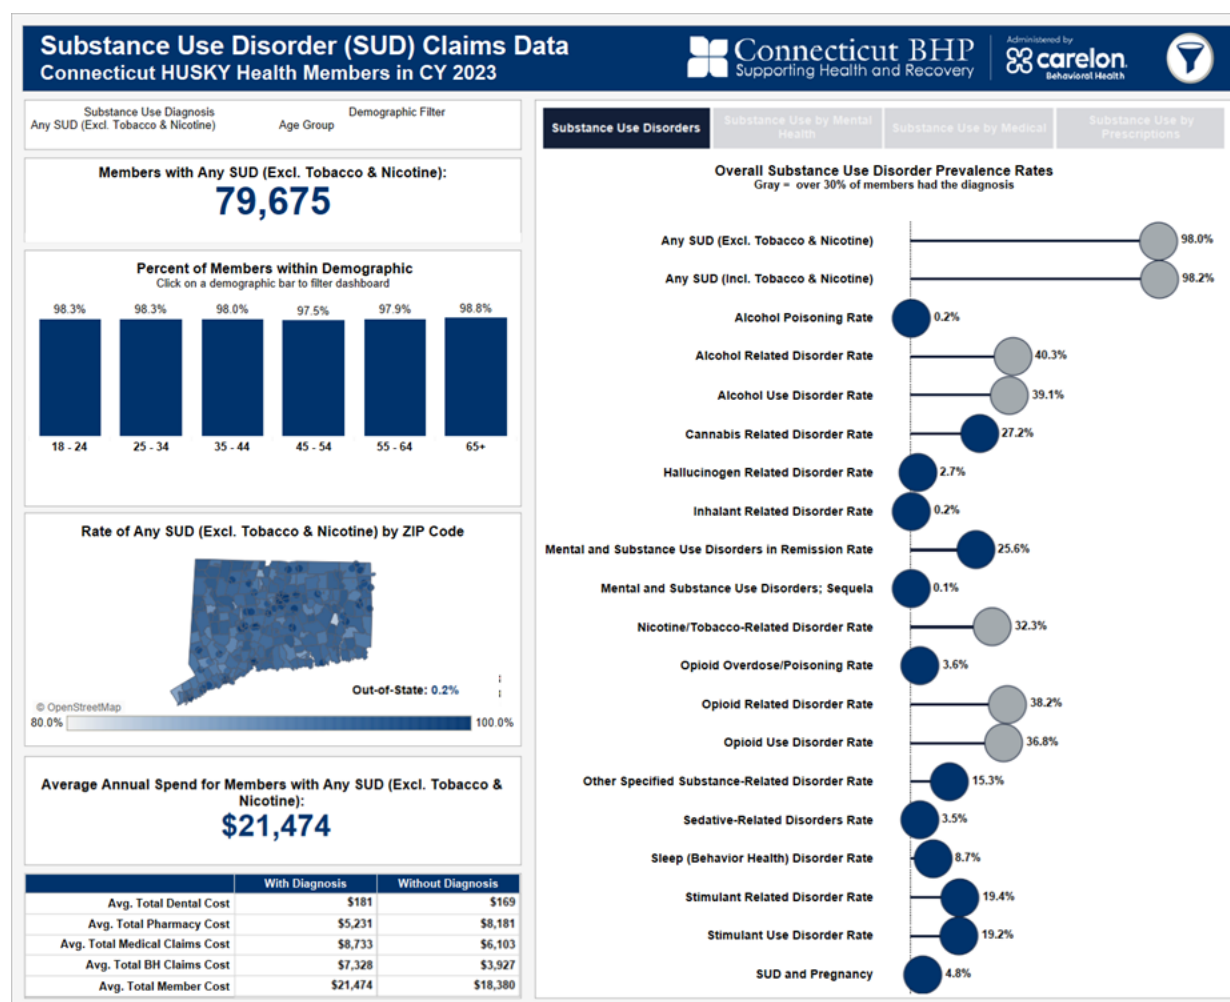 Substance Use Disorder (SUD) Claims Data
Connecticut HUSKY Health Members in CY 2023
Connecticut BHP
Supporting Health and Recovery
Administered by
carelon.
Behavioral Health
Substance Use Diagnosis
Any SUD (Excl. Tobacco & Nicotine)
Demographic Filter
Age Group
Members with Any SUD (Excl. Tobacco & Nicotine):
79,675
Percent of Members within Demographic
Click on a demographic bar to filter dashboard
98.3% 98.3% 98.0% 97.5% 97.9% 98.8%
18 - 24 25 - 34 35 - 44 45 - 54 55 - 64 65+
Rate of Any SUD (Excl. Tobacco & Nicotine) by ZIP Code
Out-of-State: 0.2%
© OpenStreetMap
80.0% 100.0%
Average Annual Spend for Members with Any SUD (Excl. Tobacco &
Nicotine):
$21,474
With Diagnosis Without Diagnosis
Avg. Total Dental Cost $181 $169
Avg. Total Pharmacy Cost $5,231 $8,181
Avg. Total Medical Claims Cost $8,733 $6,103
Avg. Total BH Claims Cost $7,328 $3,927
Avg. Total Member Cost $21,474 $18,380
Substance Use Disorders
Substance Use by Mental
Health
Substance Use by Medical
Substance Use by
Prescriptions
Overall Substance Use Disorder Prevalence Rates
Gray = over 30% of members had the diagnosis
Any SUD (Excl. Tobacco & Nicotine) 98.0%
Any SUD (Incl. Tobacco & Nicotine) 98.2%
Alcohol Poisoning Rate 0.2%
Alcohol Related Disorder Rate 40.3%
Alcohol Use Disorder Rate 39.1%
Cannabis Related Disorder Rate 27.2%
Hallucinogen Related Disorder Rate 2.7%
Inhalant Related Disorder Rate 0.2%
Mental and Substance Use Disorders in Remission Rate 25.6%
Mental and Substance Use Disorders; Sequela 0.1%
Nicotine/Tobacco-Related Disorder Rate 32.3%
Opioid Overdose/Poisoning Rate 3.6%
Opioid Related Disorder Rate 38.2%
Opioid Use Disorder Rate 36.8%
Other Specified Substance-Related Disorder Rate 15.3%
Sedative-Related Disorders Rate 3.5%
Sleep (Behavior Health) Disorder Rate 8.7%
Stimulant Related Disorder Rate 19.4%
Stimulant Use Disorder Rate 19.2%
SUD and Pregnancy 4.8%